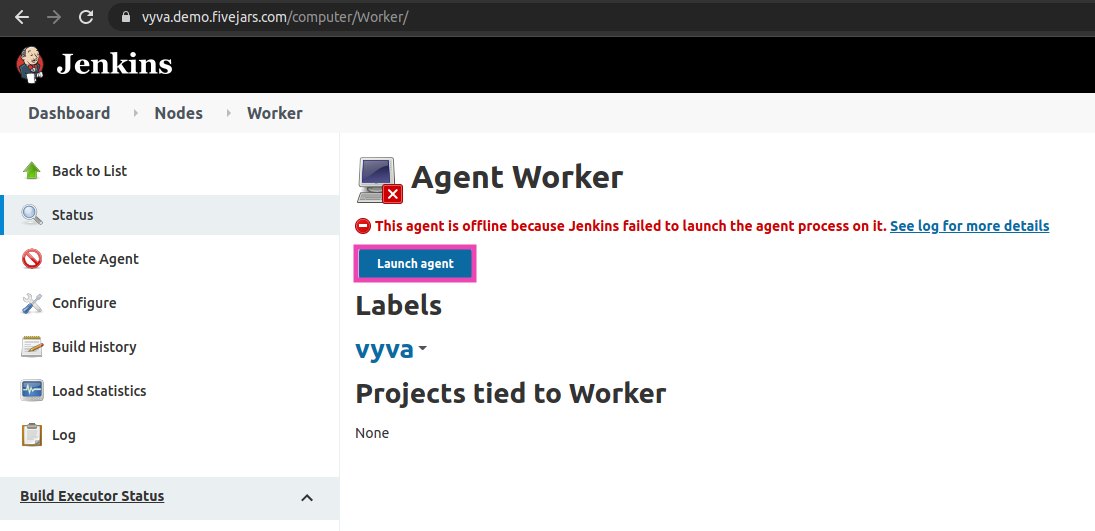 vyva.demo.fivejars.com/computer/Worker/
Jenkins
Dashboard Nodes Worker
Back to List
Status
Delete Agent
Configure
Build History
Load Statistics
Log
Build Executor Status
Agent Worker
This agent is offline because Jenkins failed to launch the agent process on it. See log for more details
Launch agent
Labels
vyva
Projects tied to Worker
None